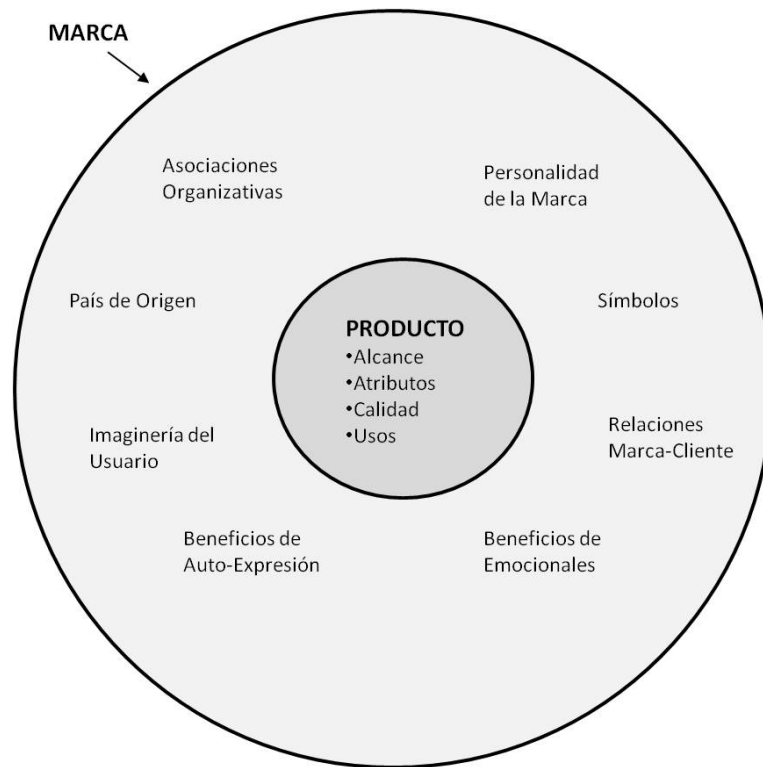 MARCA
Asociaciones
Organizativas
Personalidad
de la Marca
País de Origen
Símbolos
PRODUCTO
•Alcance
•Atributos
•Calidad
•Usos
Imaginería del
Usuario
Relaciones
Marca-Cliente
Beneficios de
Auto-Expresión
Beneficios de
Emocionales